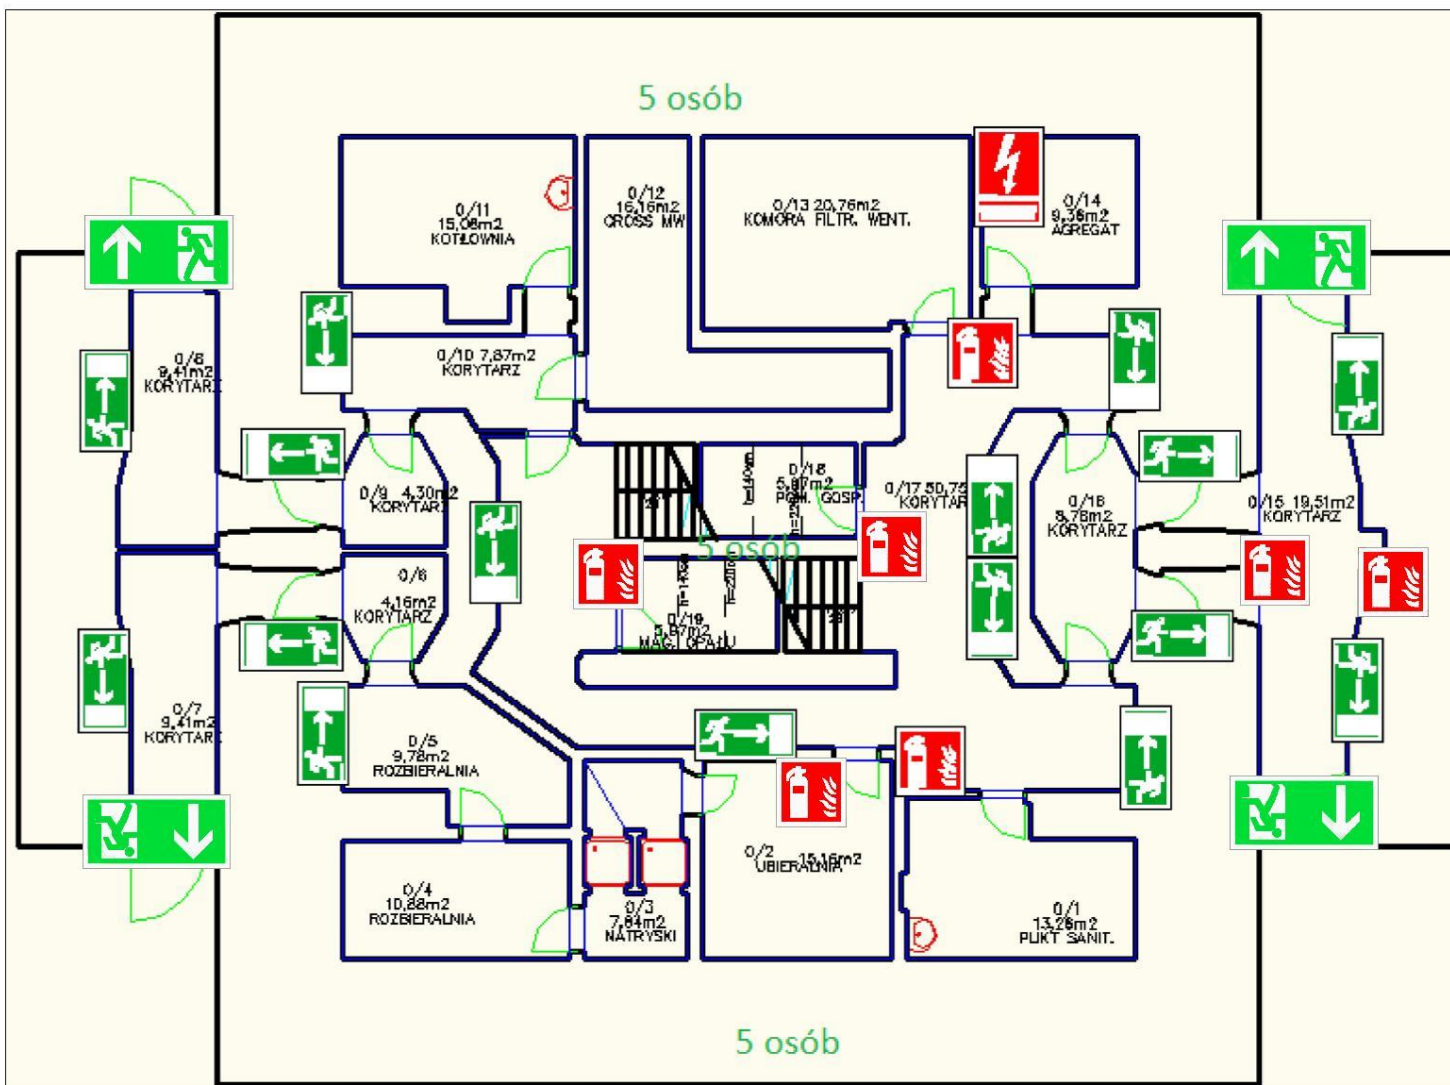 5 osób
0/11
15,06m2
KOTŁOWNIA
0/12
16,16m2
CROSS MW
0/13 20,76m2
KOMORA FILTR. WENT.
0/14
9,36m2
AGREGAT
0/8
9,41m2
KORYTARZ
0/10 7,87m2
KORYTARZ
0/9 4,30m2
KORYTARZ
0/18
5,87m2
POM. GOSP.
h=140cm
0/17 50,75
KORYTARZ
0/16
8,78m2
KORYTARZ
0/15 19,51m2
KORYTARZ
5 osób
0/6
4,16m2
KORYTARZ
0/19
5,87m2
MAG. OPAŁU
0/7
9,41m2
KORYTARZ
0/5
9,78m2
ROZBIERALNIA
0/2 15,16m2
UBIERALNIA
0/4
10,88m2
ROZBIERALNIA
0/3
7,84m2
NATRYSKI
0/1
13,28m2
PUKT SANIT.
5 osób